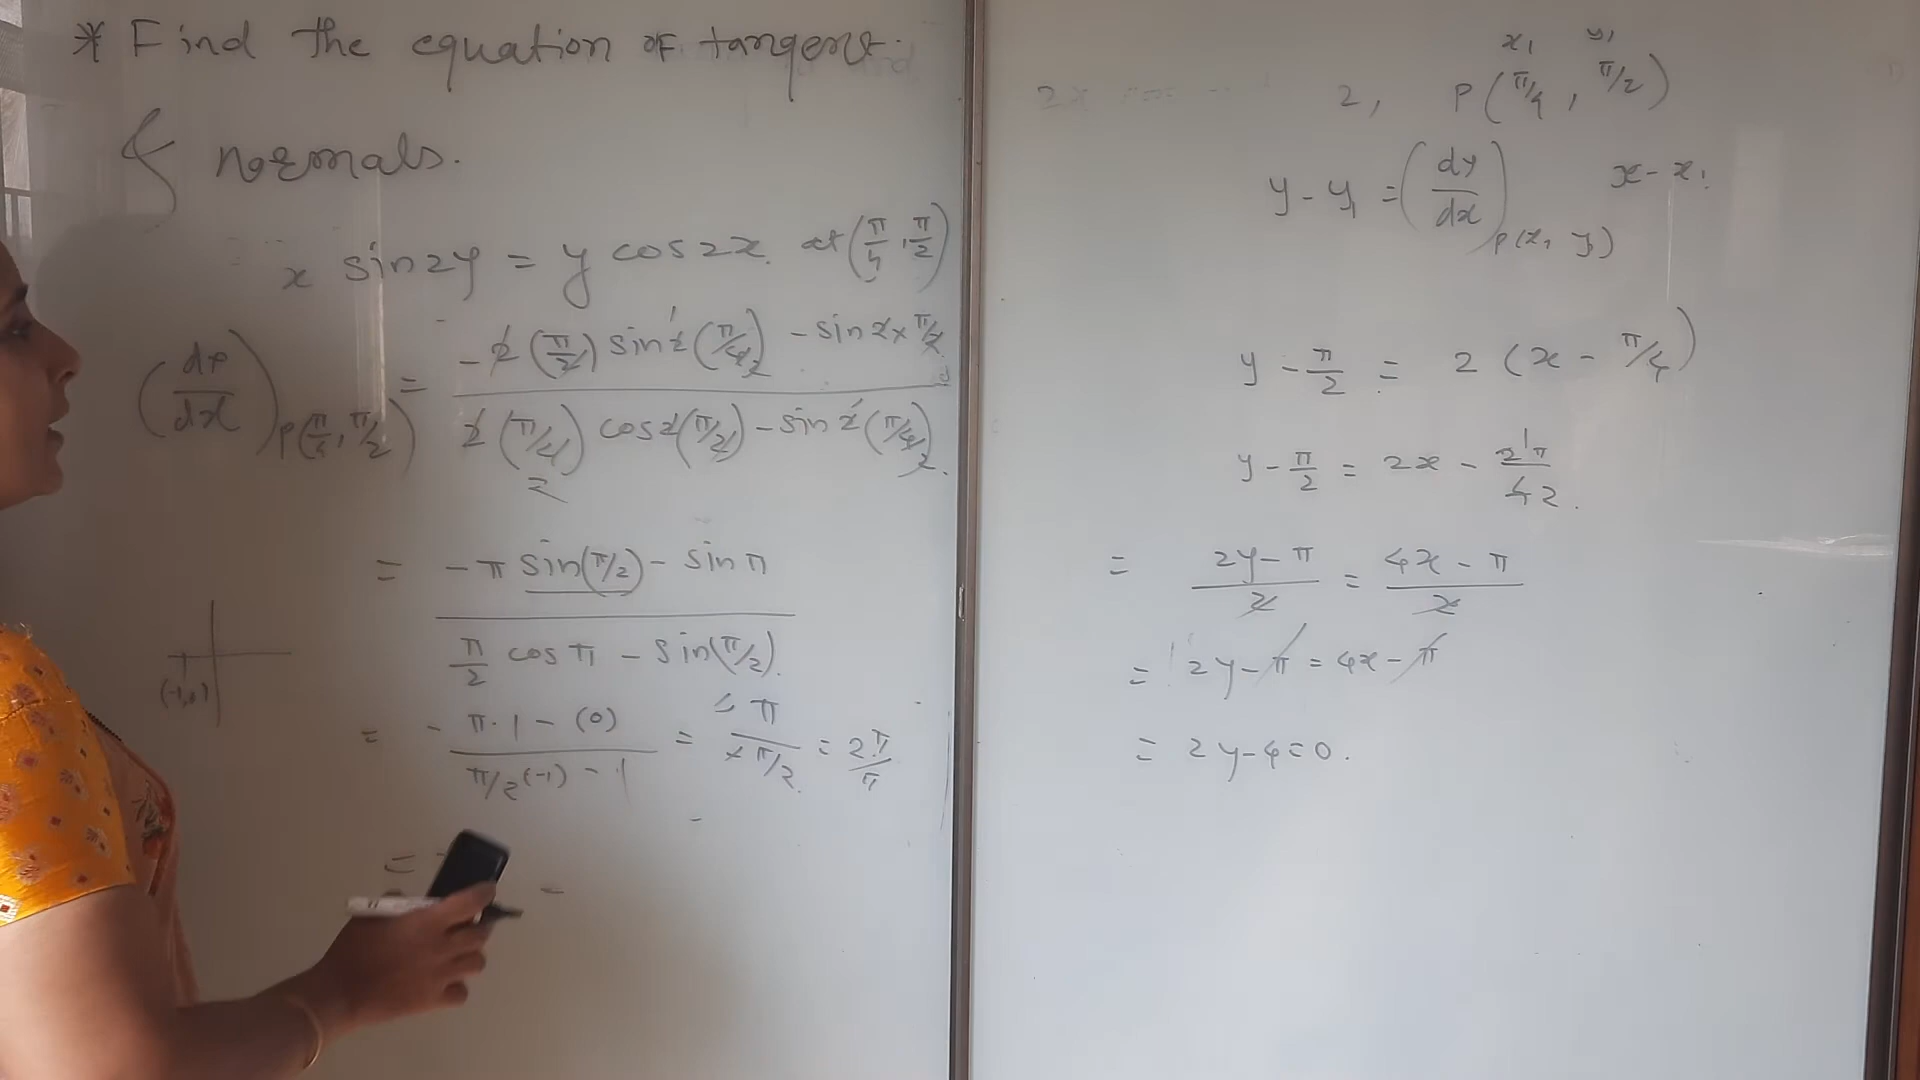 * Find the equation of tangent
& normals.
x sin2y = y cos2x. at (π/4, π/2)
(dy/dx) P(π/4, π/2) = -2(π/2) sin2(π/4) - sin2×π/2 / 2(π/4) cos2(π/2) - sin2(π/4)
= -π sin(π/2) - sin π / π/2 cos π - sin(π/2)
(-1,0)
= -π·1 - (0) / π/2(-1) - 1 = -π / -π/2 = 2π/π
x1 y1
2, P(π/4, π/2)
y - y1 = (dy/dx) P(x1 y1) x - x1
y - π/2 = 2 (x - π/4)
y - π/2 = 2x - 2π/4 2.
= 2y - π / 2 = 4x - π / 2
= 2y - π = 4x - π
= 2y - 4 = 0.